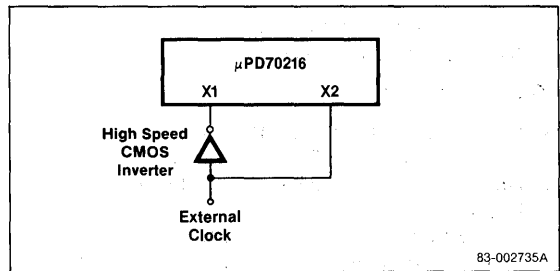 μPD70216
X1 X2
High Speed
CMOS
Inverter
External
Clock
83-002735A